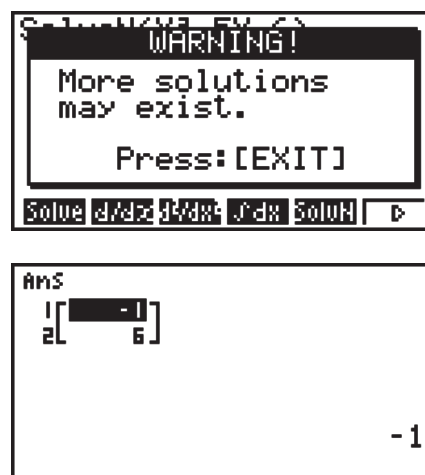 WARNING!
More solutions
may exist.
Press:[EXIT]
Solve d/dx d²/dx² ∫dx SolvN
Ans
1 -1
2 6
-1